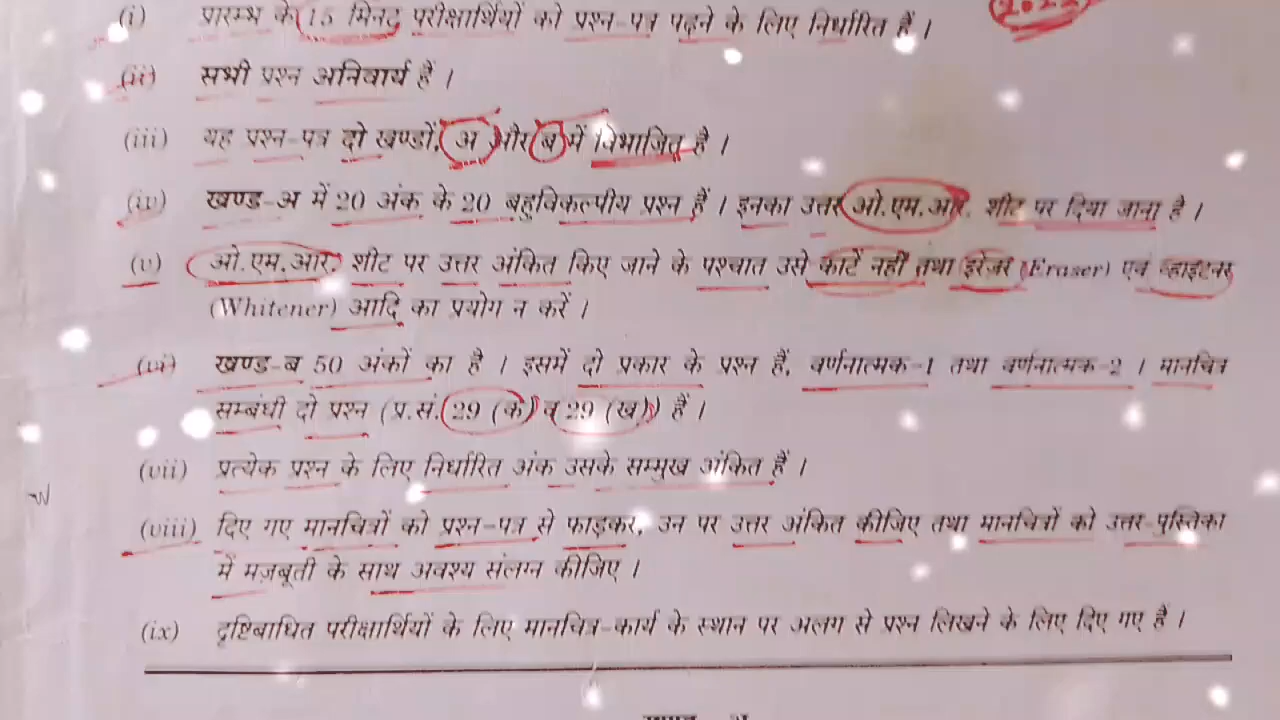 2022
(i) प्रारम्भ के 15 मिनट परीक्षार्थियों को प्रश्न-पत्र पढ़ने के लिए निर्धारित हैं ।
(ii) सभी प्रश्न अनिवार्य हैं ।
(iii) यह प्रश्न-पत्र दो खण्डों, अ और ब में विभाजित है ।
(iv) खण्ड-अ में 20 अंक के 20 बहुविकल्पीय प्रश्न हैं । इनका उत्तर ओ.एम.आर. शीट पर दिया जाना है ।
(v) ओ.एम.आर. शीट पर उत्तर अंकित किए जाने के पश्चात उसे काटें नहीं तथा इरेज़र (Eraser) एवं व्हाइटनर
(Whitener) आदि का प्रयोग न करें ।
(vi) खण्ड-ब 50 अंकों का है । इसमें दो प्रकार के प्रश्न हैं, वर्णनात्मक-1 तथा वर्णनात्मक-2 । मानचित्र
सम्बंधी दो प्रश्न (प्र.सं. 29 (क) व 29 (ख)) हैं ।
(vii) प्रत्येक प्रश्न के लिए निर्धारित अंक उसके सम्मुख अंकित हैं ।
(viii) दिए गए मानचित्रों को प्रश्न-पत्र से फाड़कर, उन पर उत्तर अंकित कीजिए तथा मानचित्रों को उत्तर-पुस्तिका
में मज़बूती के साथ अवश्य संलग्न कीजिए ।
(ix) दृष्टिबाधित परीक्षार्थियों के लिए मानचित्र-कार्य के स्थान पर अलग से प्रश्न लिखने के लिए दिए गए हैं ।